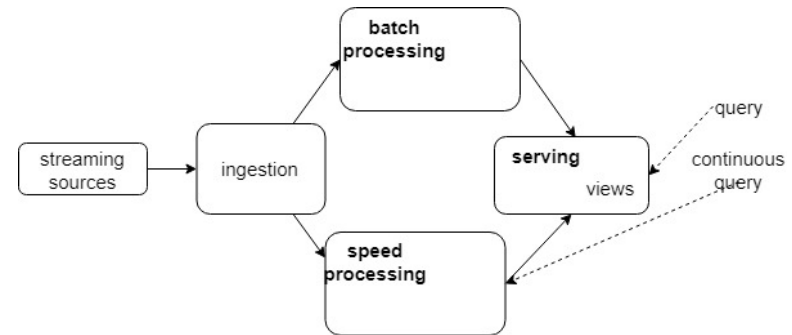 batch
processing
streaming
sources
ingestion
serving
views
query
continuous
query
speed
processing